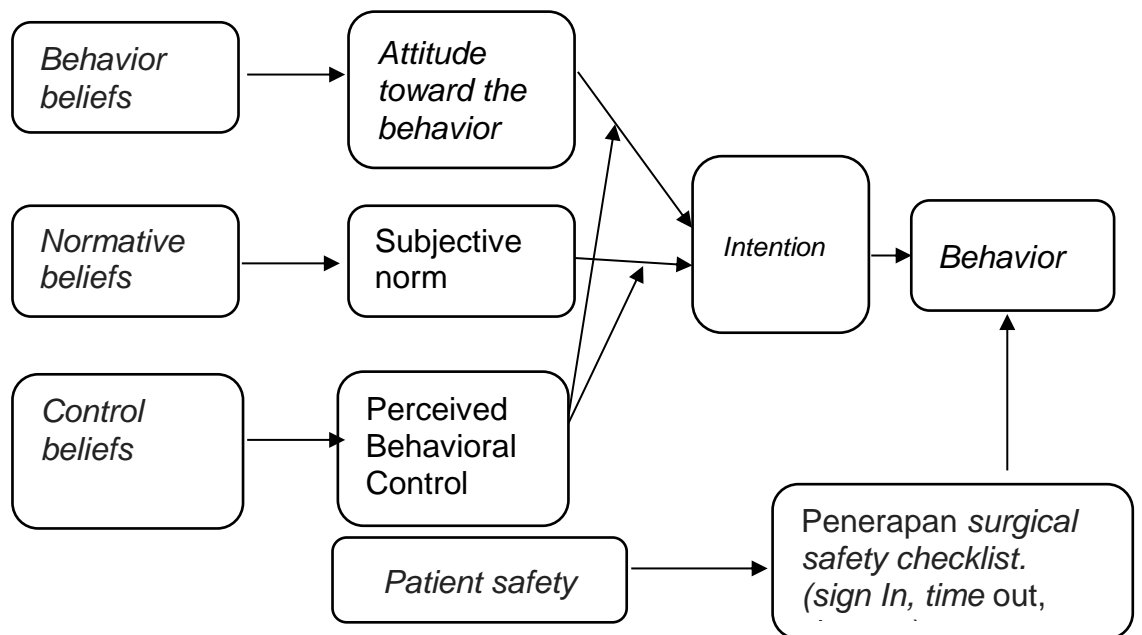 Behavior
beliefs
Attitude
toward the
behavior
Normative
beliefs
Subjective
norm
Intention
Behavior
Control
beliefs
Perceived
Behavioral
Control
Patient safety
Penerapan surgical
safety checklist.
(sign In, time out,